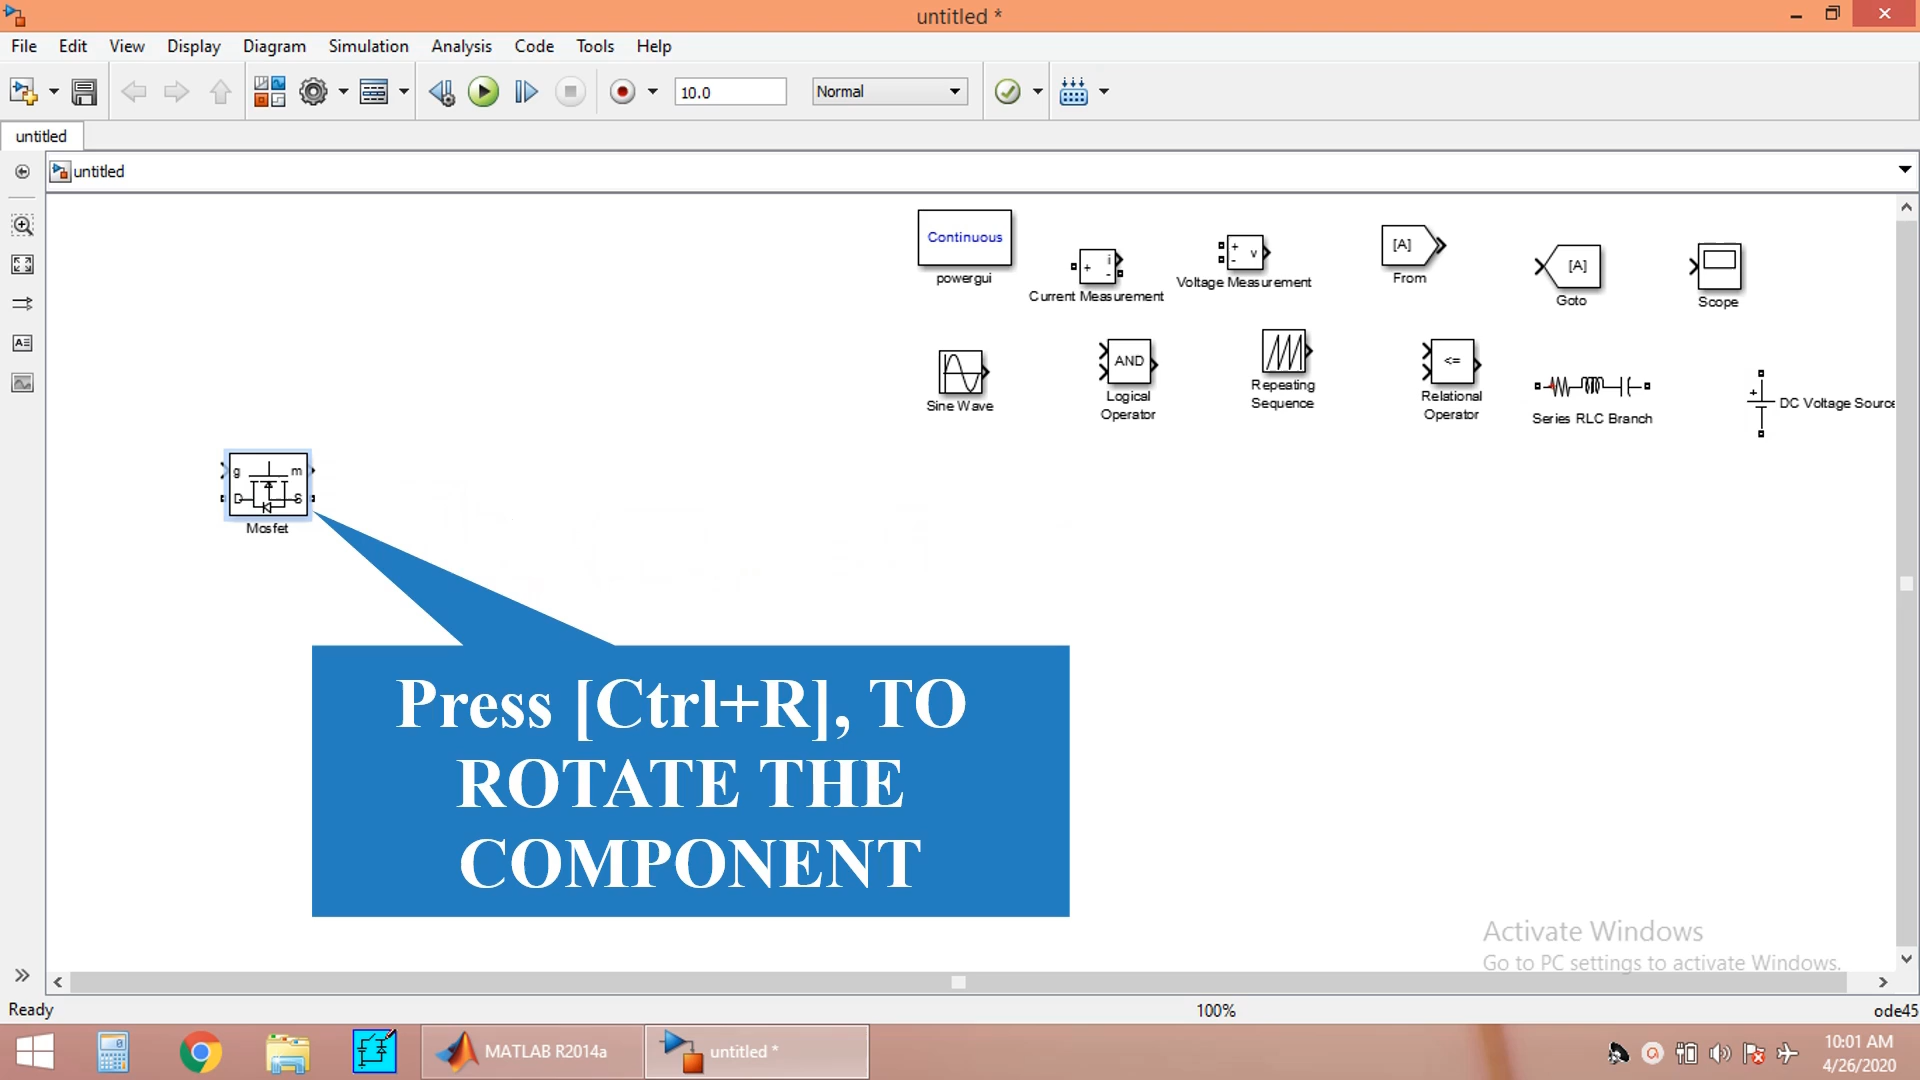 untitled *
File Edit View Display Diagram Simulation Analysis Code Tools Help
10.0 Normal
untitled
untitled
Continuous
powergui
i
+
-
Current Measurement
+
-
v
Voltage Measurement
[A]
From
[A]
Goto
Scope
Sine Wave
AND
Logical
Operator
Repeating
Sequence
<=
Relational
Operator
Series RLC Branch
+
DC Voltage Source
g m
D S
Mosfet
Press [Ctrl+R], TO
ROTATE THE
COMPONENT
Activate Windows
Go to PC settings to activate Windows.
Ready 100% ode45
MATLAB R2014a
untitled *
10:01 AM
4/26/2020